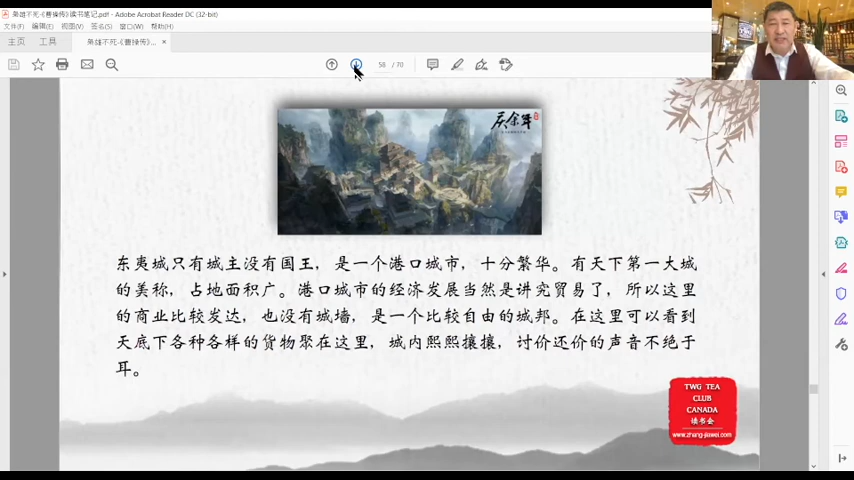 枭雄不死-《曹操传》读书笔记.pdf - Adobe Acrobat Reader DC (32-bit)
文件(F) 编辑(E) 视图(V) 签名(S) 窗口(W) 帮助(H)
主页 工具 枭雄不死-《曹操传》... ×
58 / 70
庆余年
东夷城只有城主没有国王，是一个港口城市，十分繁华。有天下第一大城
的美称，占地面积广。港口城市的经济发展当然是讲究贸易了，所以这里
的商业比较发达，也没有城墙，是一个比较自由的城邦。在这里可以看到
天底下各种各样的货物聚在这里，城内熙熙攘攘，讨价还价的声音不绝于
耳。
TWG TEA
CLUB
CANADA
读书会
www.zhang-jiawei.com